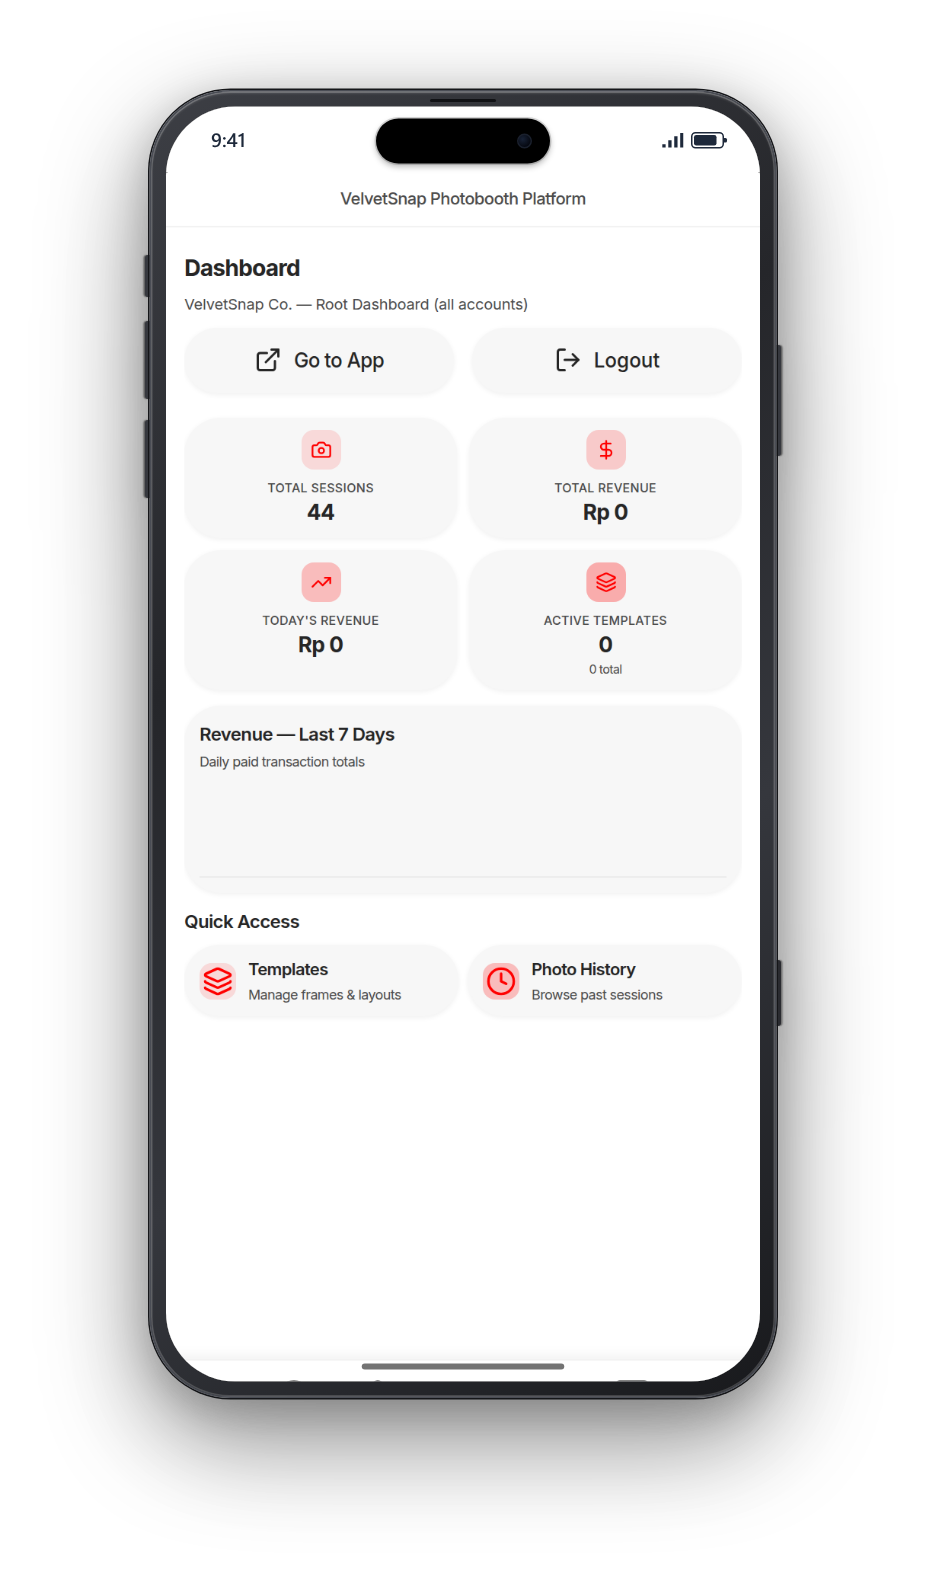 9:41
VelvetSnap Photobooth Platform
Dashboard
VelvetSnap Co. — Root Dashboard (all accounts)
Go to App
Logout
TOTAL SESSIONS
44
TOTAL REVENUE
Rp 0
TODAY'S REVENUE
Rp 0
ACTIVE TEMPLATES
0
0 total
Revenue — Last 7 Days
Daily paid transaction totals
Quick Access
Templates
Manage frames & layouts
Photo History
Browse past sessions